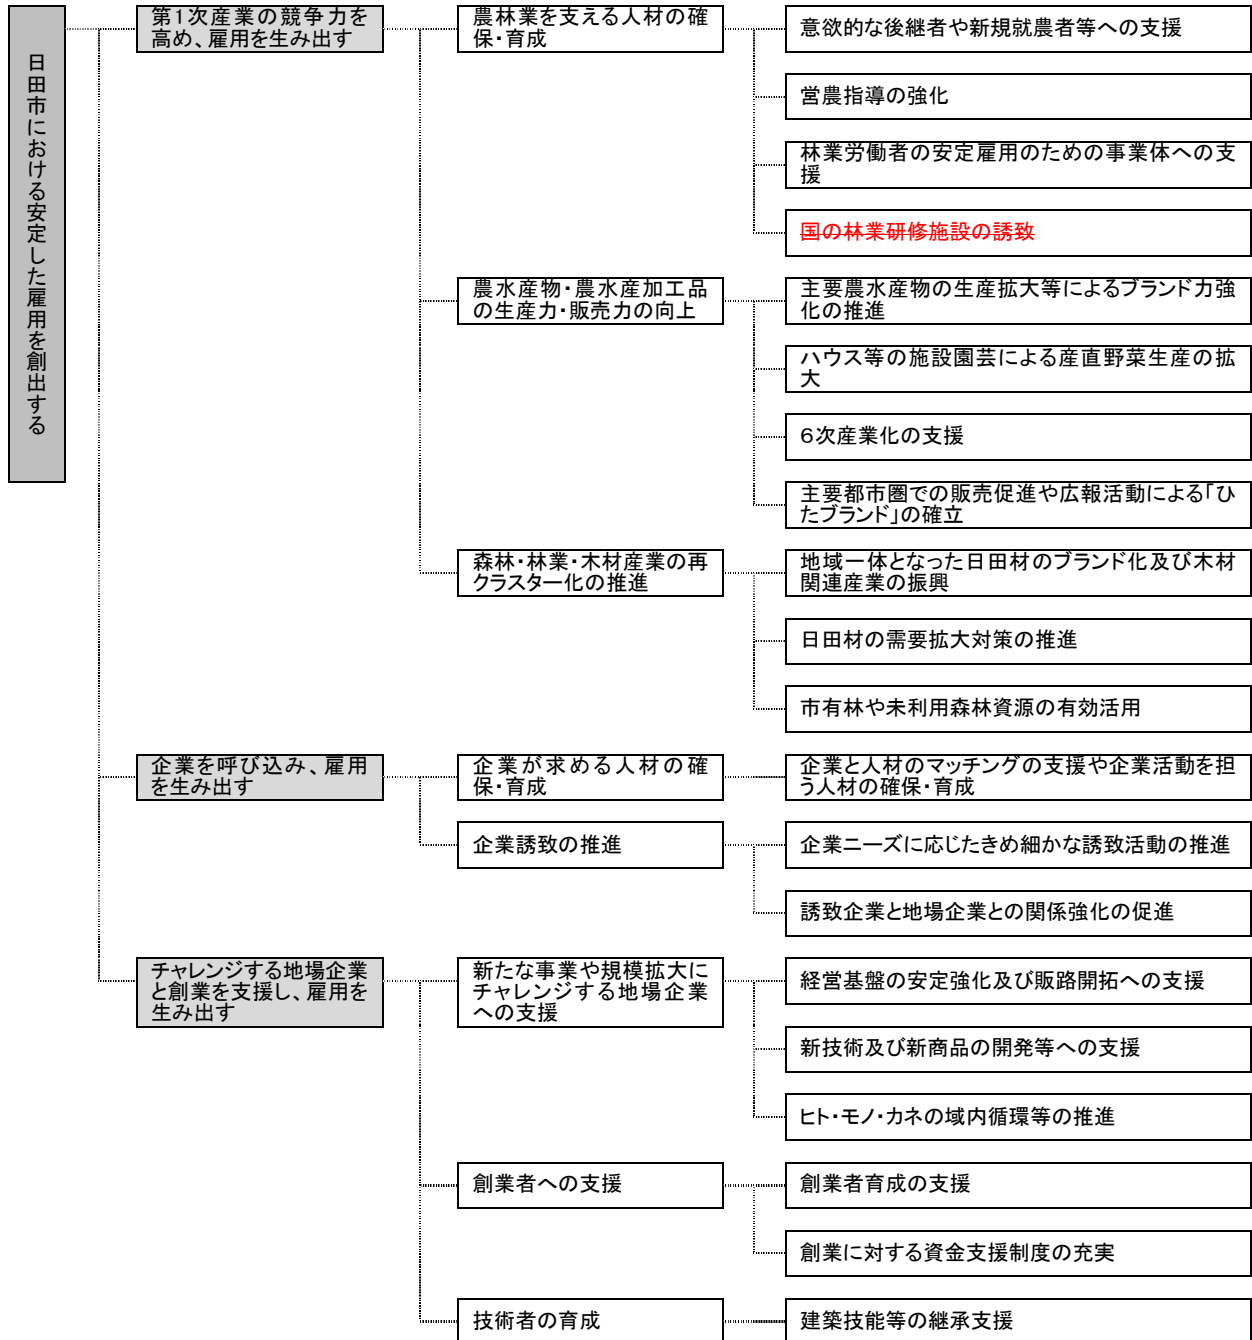 日田市における安定した雇用を創出する
第1次産業の競争力を
高め、雇用を生み出す
農林業を支える人材の確
保・育成
意欲的な後継者や新規就農者等への支援
営農指導の強化
林業労働者の安定雇用のための事業体への支
援
国の林業研修施設の誘致
農水産物・農水産加工品
の生産力・販売力の向上
主要農水産物の生産拡大等によるブランド力強
化の推進
ハウス等の施設園芸による産直野菜生産の拡
大
６次産業化の支援
主要都市圏での販売促進や広報活動による「ひ
たブランド」の確立
森林・林業・木材産業の再
クラスター化の推進
地域一体となった日田材のブランド化及び木材
関連産業の振興
日田材の需要拡大対策の推進
市有林や未利用森林資源の有効活用
企業を呼び込み、雇用
を生み出す
企業が求める人材の確
保・育成
企業と人材のマッチングの支援や企業活動を担
う人材の確保・育成
企業誘致の推進
企業ニーズに応じたきめ細かな誘致活動の推進
誘致企業と地場企業との関係強化の促進
チャレンジする地場企業
と創業を支援し、雇用を
生み出す
新たな事業や規模拡大に
チャレンジする地場企業
への支援
経営基盤の安定強化及び販路開拓への支援
新技術及び新商品の開発等への支援
ヒト・モノ・カネの域内循環等の推進
創業者への支援
創業者育成の支援
創業に対する資金支援制度の充実
技術者の育成
建築技能等の継承支援